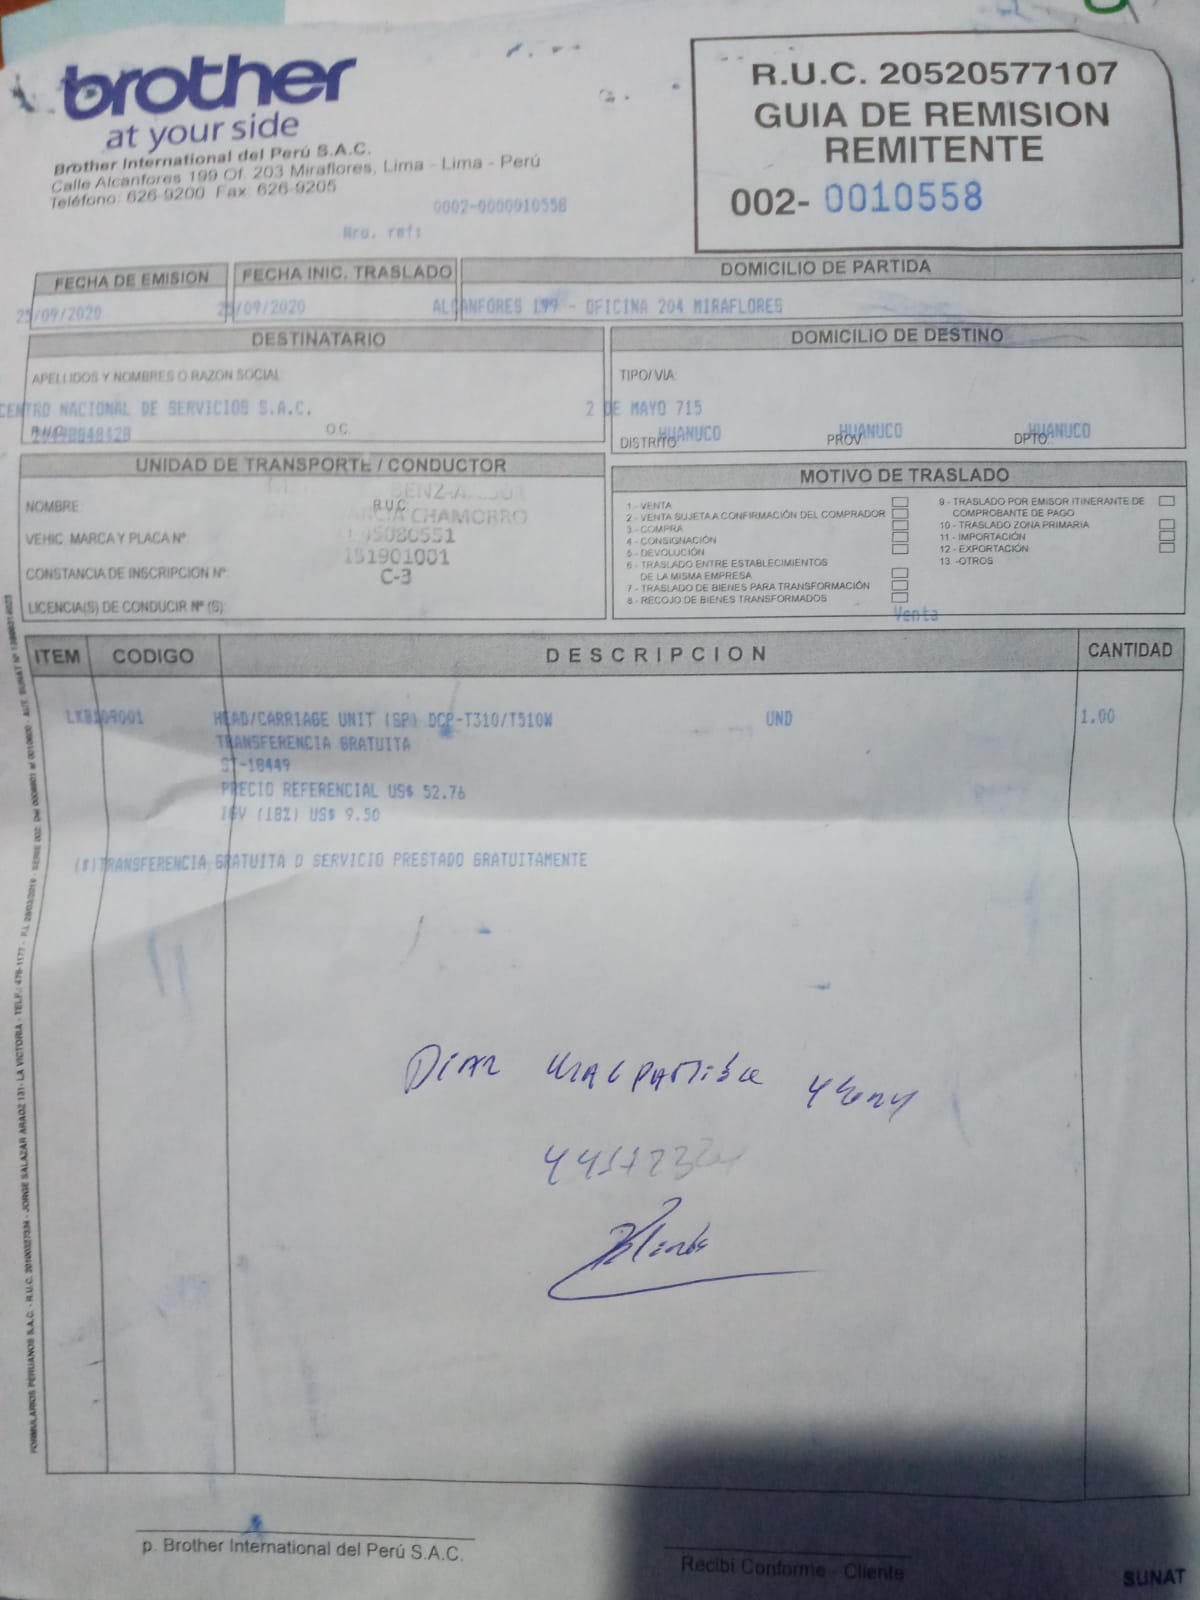 brother
at your side
Brother International del Perú S.A.C.
Calle Alcanfores 199 Of. 203 Miraflores, Lima - Lima - Perú
Teléfono: 626-9200 Fax: 626-9205
0002-0000010558
Nro. ref:
R.U.C. 20520577107
GUIA DE REMISION
REMITENTE
002- 0010558
FECHA DE EMISION FECHA INIC. TRASLADO DOMICILIO DE PARTIDA
25/09/2020 25/09/2020 ALCANFORES 199 - OFICINA 204 MIRAFLORES
DESTINATARIO
APELLIDOS Y NOMBRES O RAZON SOCIAL:
CENTRO NACIONAL DE SERVICIOS S.A.C.
O.C.
DOMICILIO DE DESTINO
TIPO/VIA:
2 DE MAYO 715
DISTRITO HUANUCO PROV HUANUCO DPTO. HUANUCO
UNIDAD DE TRANSPORTE / CONDUCTOR
NOMBRE: R.U.C.
CHAMORRO
VEHIC. MARCA Y PLACA Nº
151901001
CONSTANCIA DE INSCRIPCION Nº C-3
LICENCIA(S) DE CONDUCIR Nº (S):
MOTIVO DE TRASLADO
1 - VENTA
2 - VENTA SUJETA A CONFIRMACIÓN DEL COMPRADOR
3 - COMPRA
4 - CONSIGNACIÓN
5 - DEVOLUCIÓN
6 - TRASLADO ENTRE ESTABLECIMIENTOS
DE LA MISMA EMPRESA
7 - TRASLADO DE BIENES PARA TRANSFORMACIÓN
8 - RECOJO DE BIENES TRANSFORMADOS
9 - TRASLADO POR EMISOR ITINERANTE DE
COMPROBANTE DE PAGO
10 - TRASLADO ZONA PRIMARIA
11 - IMPORTACIÓN
12 - EXPORTACIÓN
13 -OTROS
Venta
ITEM CODIGO DESCRIPCION CANTIDAD
LKB109001 HEAD/CARRIAGE UNIT (SP) DCP-T310/T510W UND 1.00
TRANSFERENCIA GRATUITA
ST-18449
PRECIO REFERENCIAL US$ 52.76
IGV (18%) US$ 9.50
(*)TRANSFERENCIA GRATUITA O SERVICIO PRESTADO GRATUITAMENTE
Diaz Malpartida
p. Brother International del Perú S.A.C.
Recibí Conforme - Cliente
SUNAT